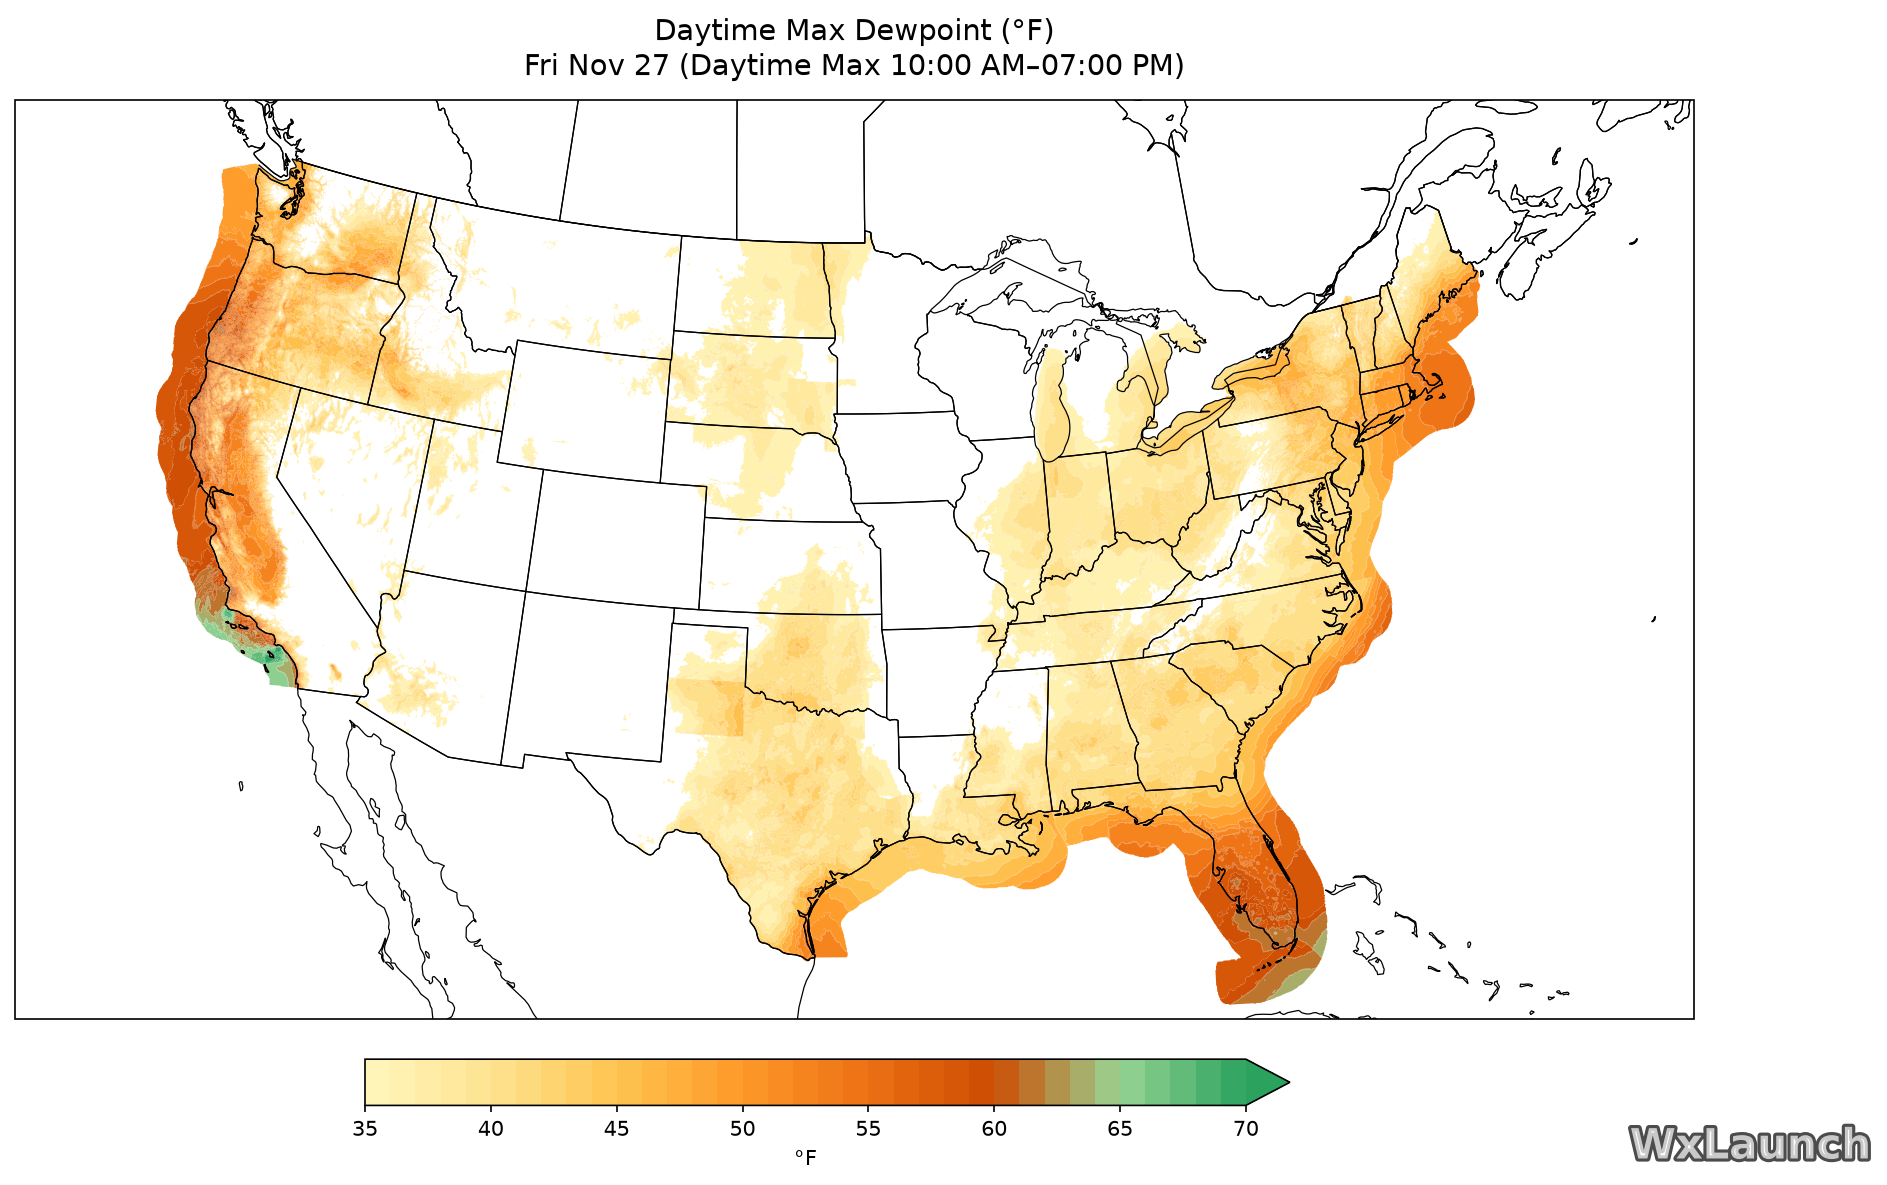 Daytime Max Dewpoint (°F)
Fri Nov 27 (Daytime Max 10:00 AM–07:00 PM)
35 40 45 50 55 60 65 70
°F
WxLaunch